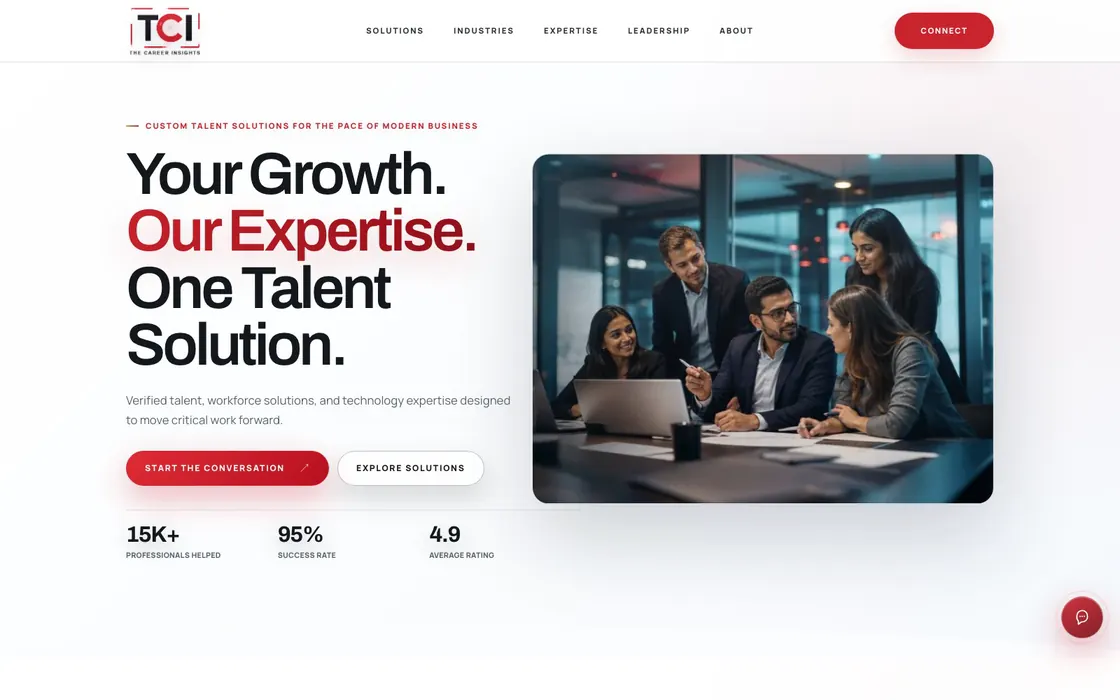 TCI
THE CAREER INSIGHTS
SOLUTIONS
INDUSTRIES
EXPERTISE
LEADERSHIP
ABOUT
CONNECT
CUSTOM TALENT SOLUTIONS FOR THE PACE OF MODERN BUSINESS
Your Growth.
Our Expertise.
One Talent
Solution.
Verified talent, workforce solutions, and technology expertise designed
to move critical work forward.
START THE CONVERSATION
EXPLORE SOLUTIONS
15K+
PROFESSIONALS HELPED
95%
SUCCESS RATE
4.9
AVERAGE RATING